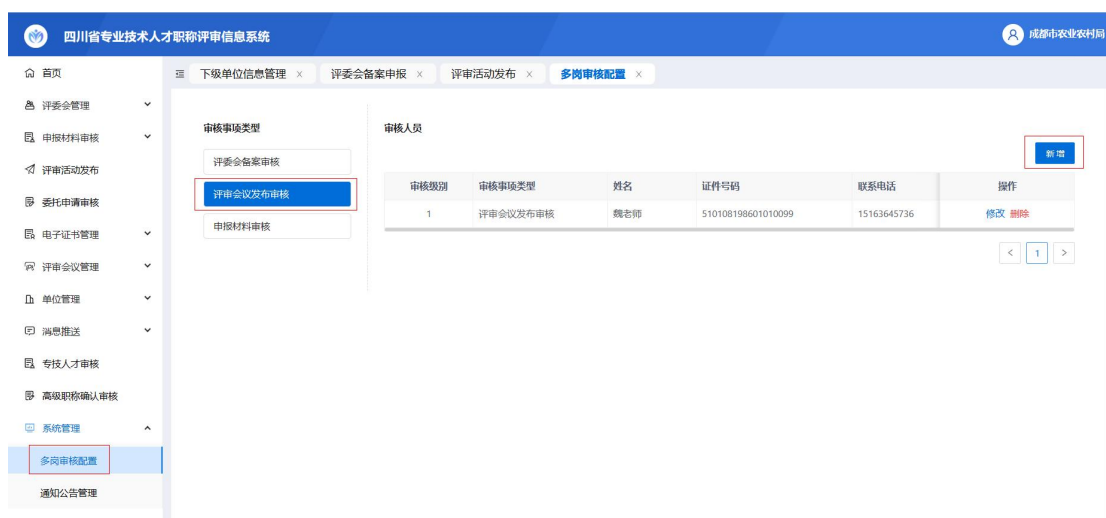 四川省专业技术人才职称评审信息系统
成都市农业农村局
首页
评委会管理
申报材料审核
评审活动发布
委托申请审核
电子证书管理
评审会议管理
单位管理
消息推送
专技人才审核
高级职称确认审核
系统管理
多岗审核配置
通知公告管理
下级单位信息管理 × 评委会备案申报 × 评审活动发布 × 多岗审核配置 ×
审核事项类型
评委会备案审核
评审会议发布审核
申报材料审核
审核人员
新增
审核级别 审核事项类型 姓名 证件号码 联系电话 操作
1 评审会议发布审核 魏老师 510108198601010099 15163645736 修改 删除
< 1 >